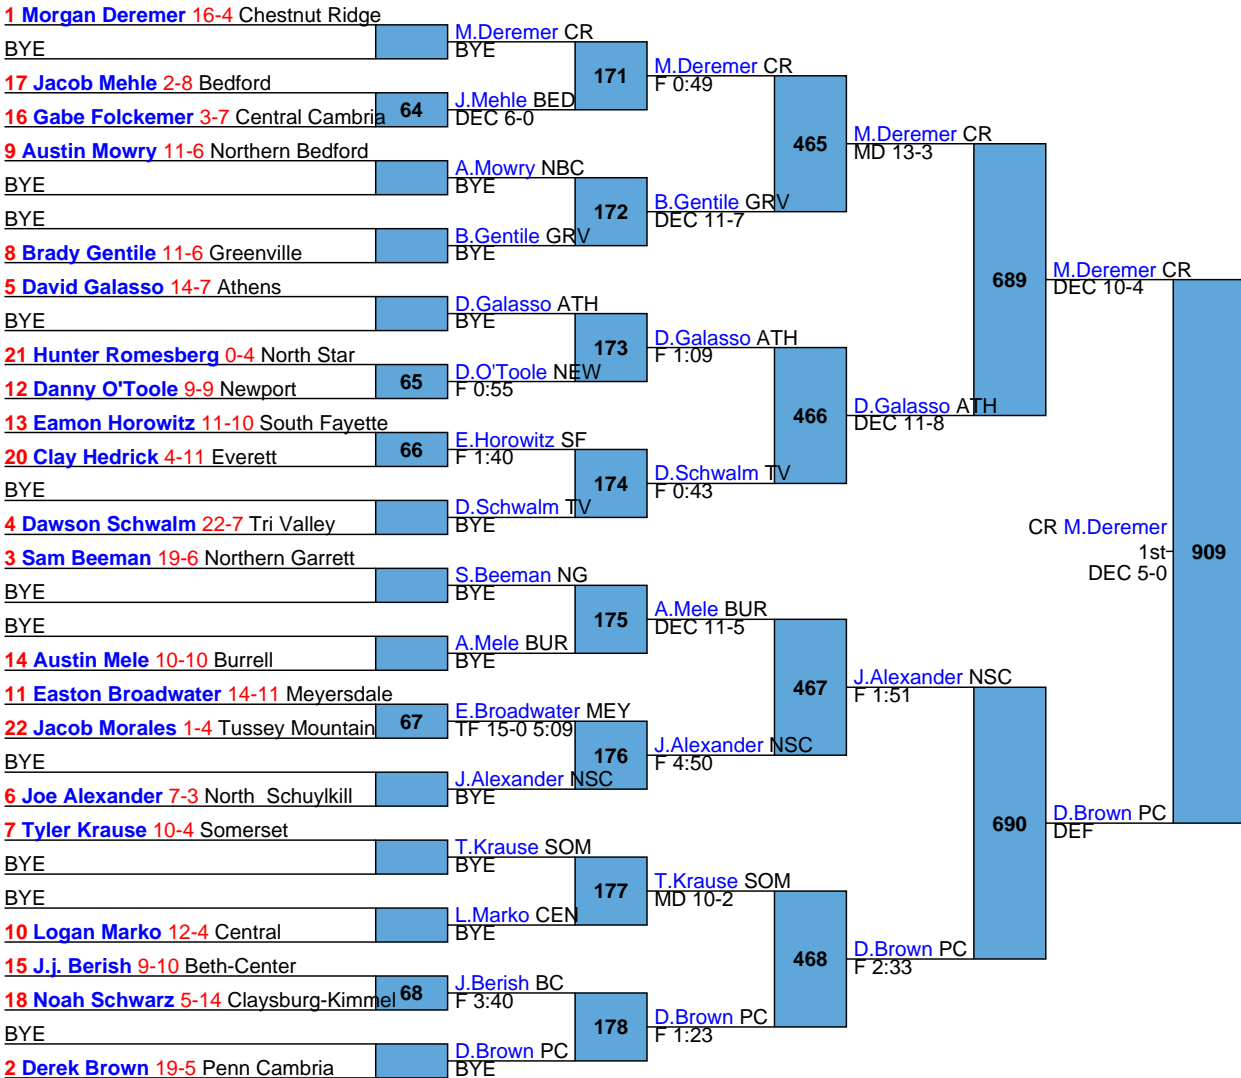 1 Morgan Deremer 16-4 Chestnut Ridge
BYE
17 Jacob Mehle 2-8 Bedford
16 Gabe Folckemer 3-7 Central Cambria
9 Austin Mowry 11-6 Northern Bedford
BYE
BYE
8 Brady Gentile 11-6 Greenville
5 David Galasso 14-7 Athens
BYE
21 Hunter Romesberg 0-4 North Star
12 Danny O'Toole 9-9 Newport
13 Eamon Horowitz 11-10 South Fayette
20 Clay Hedrick 4-11 Everett
BYE
4 Dawson Schwalm 22-7 Tri Valley
3 Sam Beeman 19-6 Northern Garrett
BYE
BYE
14 Austin Mele 10-10 Burrell
11 Easton Broadwater 14-11 Meyersdale
22 Jacob Morales 1-4 Tussey Mountain
BYE
6 Joe Alexander 7-3 North  Schuylkill
7 Tyler Krause 10-4 Somerset
BYE
BYE
10 Logan Marko 12-4 Central
15 J.j. Berish 9-10 Beth-Center
18 Noah Schwarz 5-14 Claysburg-Kimmel
BYE
2 Derek Brown 19-5 Penn Cambria
64
65
66
67
68
M.Deremer CR
BYE
J.Mehle BED
DEC 6-0
A.Mowry NBC
BYE
B.Gentile GRV
BYE
D.Galasso ATH
BYE
D.O'Toole NEW
F 0:55
E.Horowitz SF
F 1:40
D.Schwalm TV
BYE
S.Beeman NG
BYE
A.Mele BUR
BYE
E.Broadwater MEY
TF 15-0 5:09
J.Alexander NSC
BYE
T.Krause SOM
BYE
L.Marko CEN
BYE
J.Berish BC
F 3:40
D.Brown PC
BYE
171
172
173
174
175
176
177
178
M.Deremer CR
F 0:49
B.Gentile GRV
DEC 11-7
D.Galasso ATH
F 1:09
D.Schwalm TV
F 0:43
A.Mele BUR
DEC 11-5
J.Alexander NSC
F 4:50
T.Krause SOM
MD 10-2
D.Brown PC
F 1:23
465
466
467
468
M.Deremer CR
MD 13-3
D.Galasso ATH
DEC 11-8
J.Alexander NSC
F 1:51
D.Brown PC
F 2:33
689
690
M.Deremer CR
DEC 10-4
D.Brown PC
DEF
CR M.Deremer
1st
DEC 5-0
909